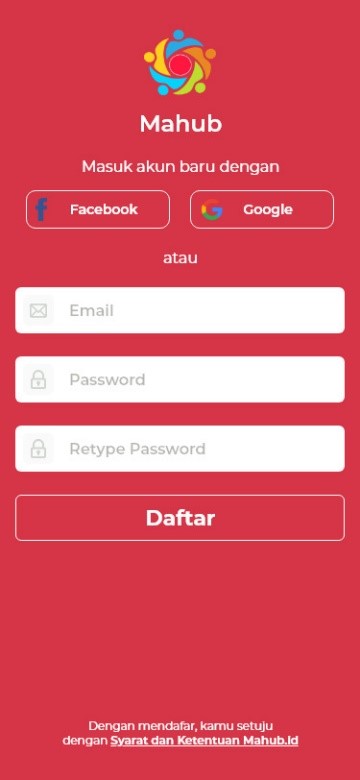 Mahub
Masuk akun baru dengan
Facebook
Google
atau
Email
Password
Retype Password
Daftar
Dengan mendafar, kamu setuju
dengan Syarat dan Ketentuan Mahub.id